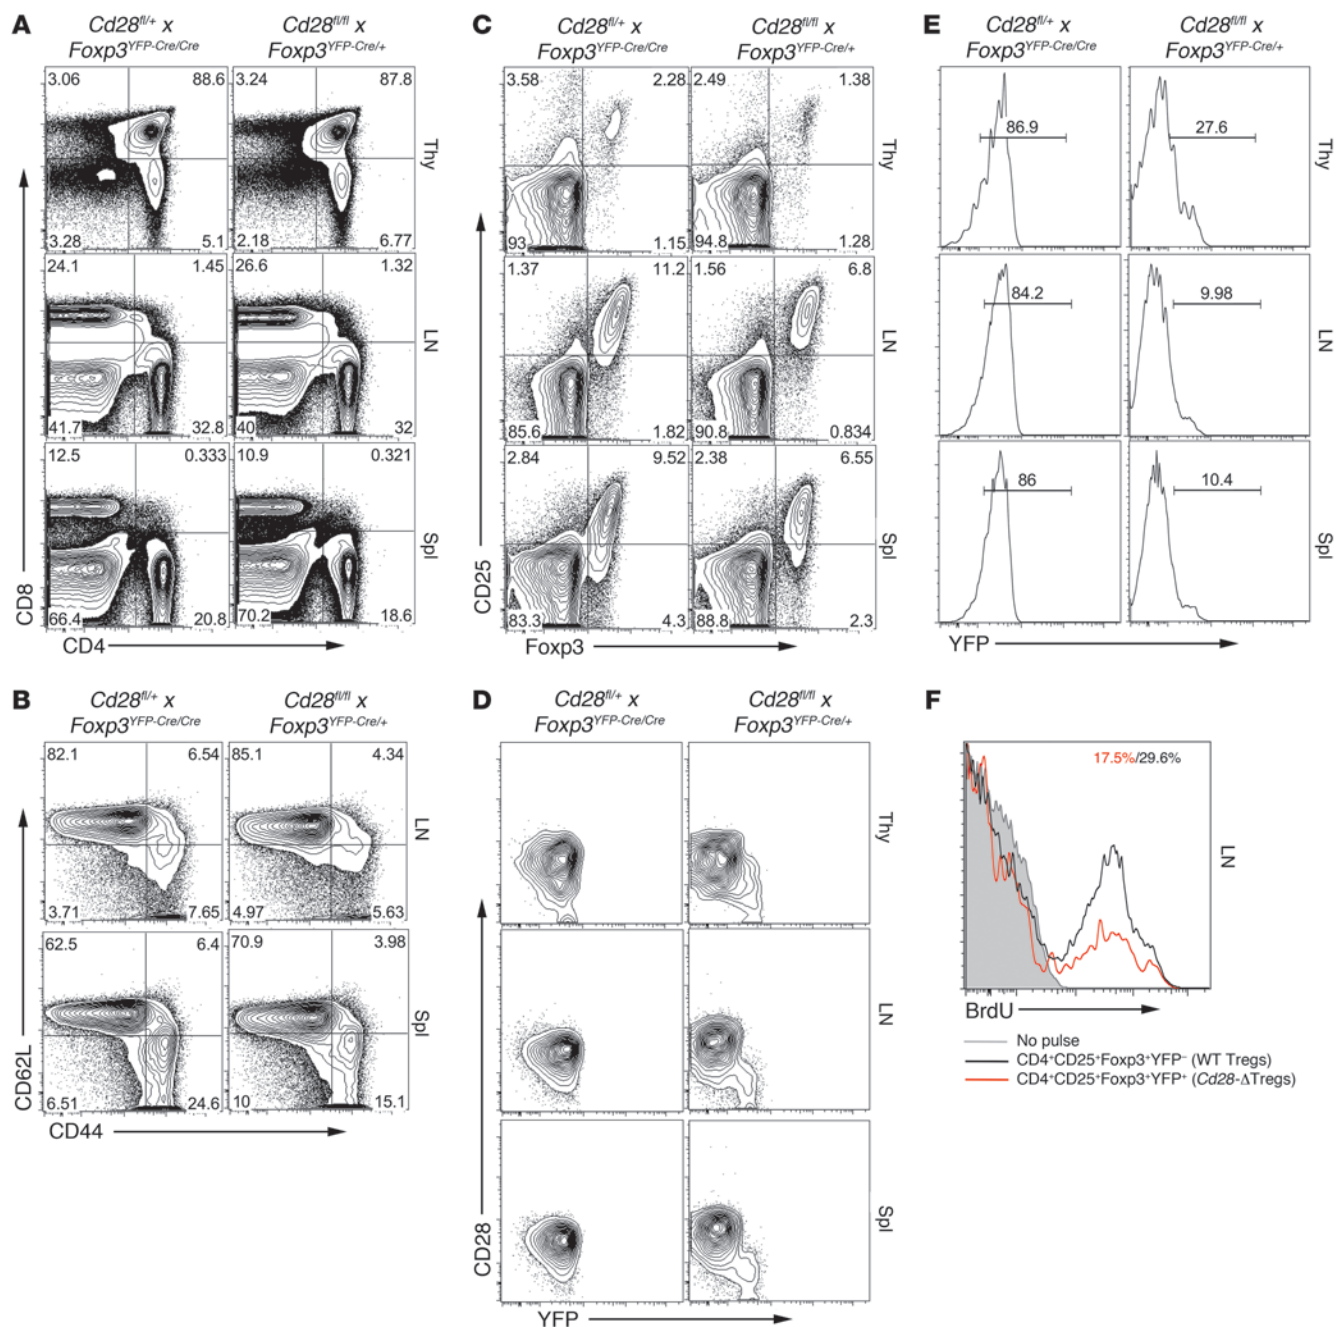 A
Cd28fl/+ x
Foxp3YFP-Cre/Cre
Cd28fl/fl x
Foxp3YFP-Cre/+
3.06 88.6
3.28 5.1
3.24 87.8
2.18 6.77
Thy
24.1 1.45
41.7 32.8
26.6 1.32
40 32
LN
12.5 0.333
66.4 20.8
10.9 0.321
70.2 18.6
Spl
CD8
CD4
B
Cd28fl/+ x
Foxp3YFP-Cre/Cre
Cd28fl/fl x
Foxp3YFP-Cre/+
82.1 6.54
3.71 7.65
85.1 4.34
4.97 5.63
LN
62.5 6.4
6.51 24.6
70.9 3.98
10 15.1
Spl
CD62L
CD44
C
Cd28fl/+ x
Foxp3YFP-Cre/Cre
Cd28fl/fl x
Foxp3YFP-Cre/+
3.58 2.28
93 1.15
2.49 1.38
94.8 1.28
Thy
1.37 11.2
85.6 1.82
1.56 6.8
90.8 0.834
LN
2.84 9.52
83.3 4.3
2.38 6.55
88.8 2.3
Spl
CD25
Foxp3
D
Cd28fl/+ x
Foxp3YFP-Cre/Cre
Cd28fl/fl x
Foxp3YFP-Cre/+
Thy
LN
Spl
CD28
YFP
E
Cd28fl/+ x
Foxp3YFP-Cre/Cre
Cd28fl/fl x
Foxp3YFP-Cre/+
86.9
27.6
Thy
84.2
9.98
LN
86
10.4
Spl
YFP
F
17.5%/29.6%
LN
BrdU
No pulse
CD4+CD25+Foxp3+YFP– (WT Tregs)
CD4+CD25+Foxp3+YFP+ (Cd28-ΔTregs)